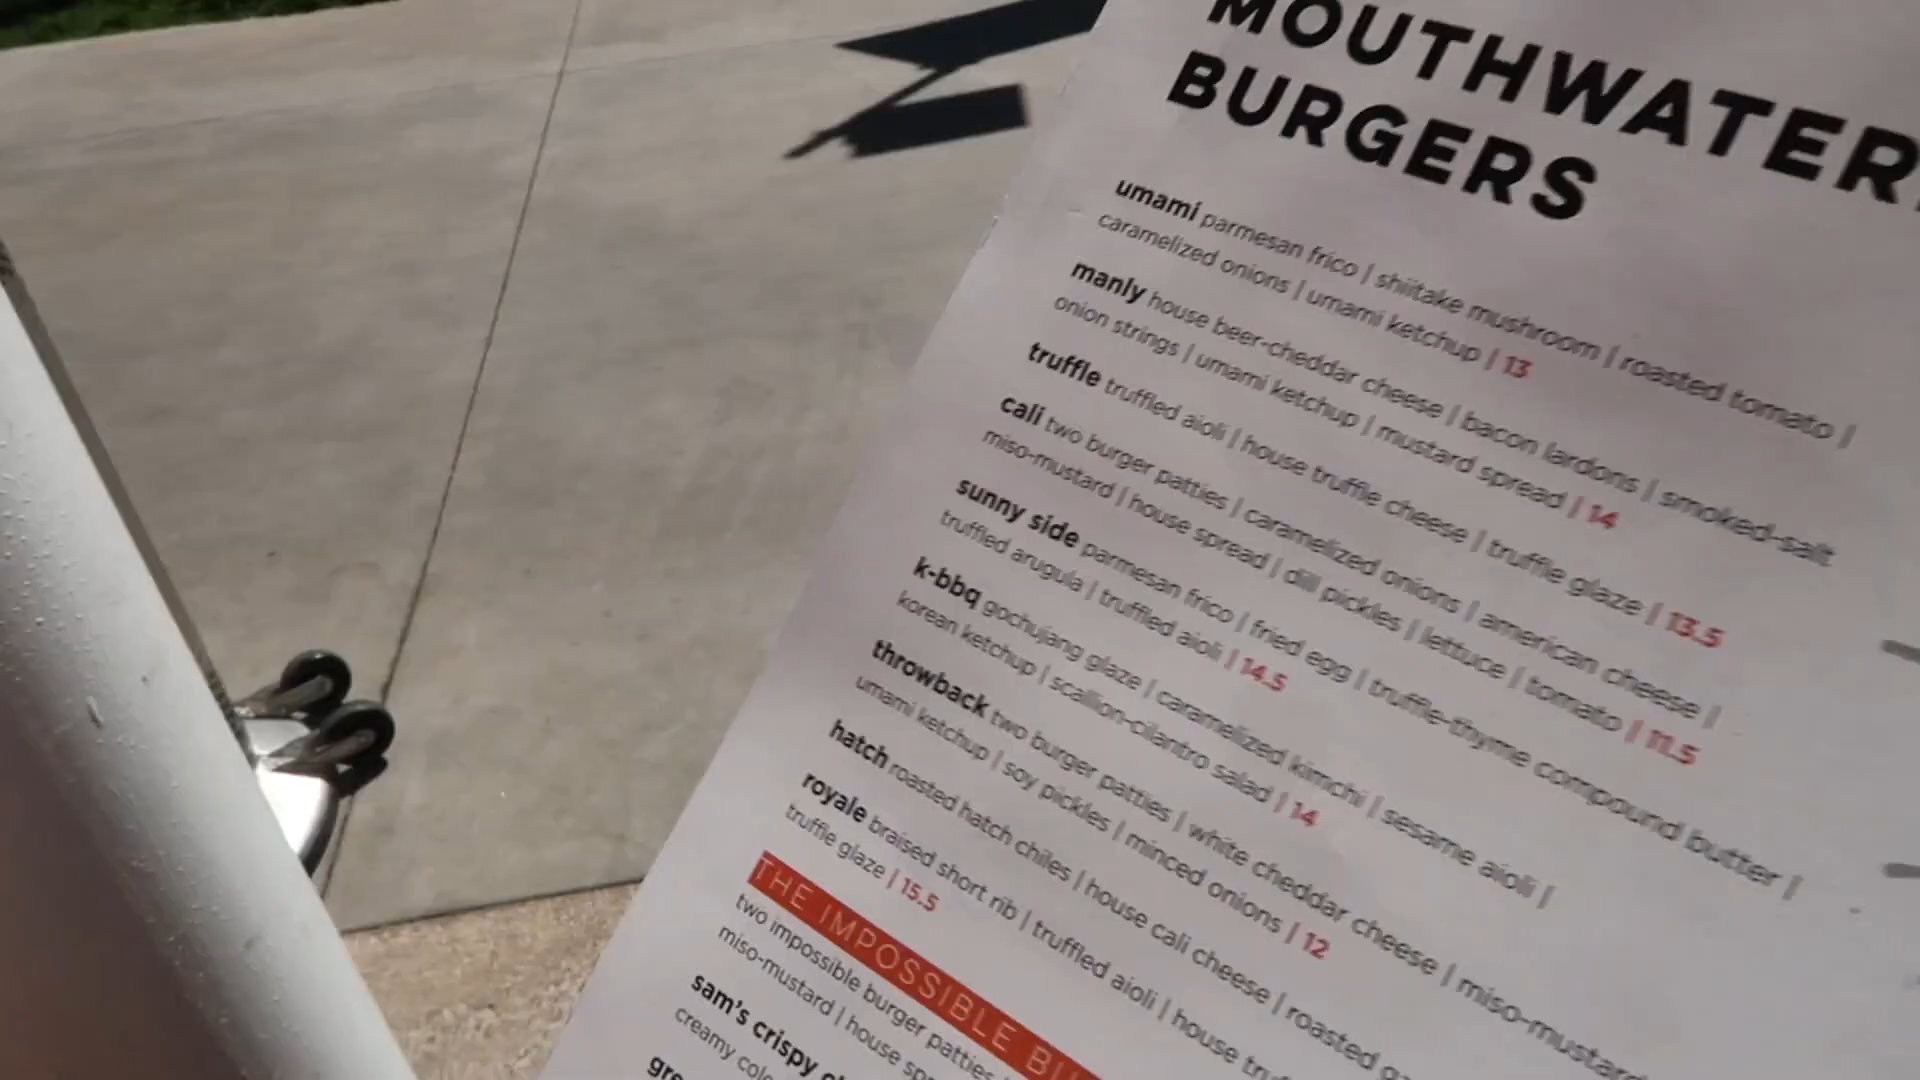 MOUTHWATER
BURGERS
umami parmesan frico | shiitake mushroom | roasted tomato |
caramelized onions | umami ketchup | 13
manly house beer-cheddar cheese | bacon lardons | smoked-salt
onion strings | umami ketchup | mustard spread | 14
truffle truffled aioli | house truffle cheese | truffle glaze | 13.5
cali two burger patties | caramelized onions | american cheese |
miso-mustard | house spread | dill pickles | lettuce | tomato | 11.5
sunny side parmesan frico | fried egg | truffle-thyme compound butter |
truffled arugula | truffled aioli | 14.5
k-bbq gochujang glaze | caramelized kimchi | sesame aioli |
korean ketchup | scallion-cilantro salad | 14
throwback two burger patties | white cheddar cheese | miso-mustard
umami ketchup | soy pickles | minced onions | 12
hatch roasted hatch chiles | house cali cheese | roasted
royale braised short rib | truffled aioli | house
truffle glaze | 15.5
THE IMPOSSIBLE
two impossible burger patties
miso-mustard | house
sam's crispy
creamy